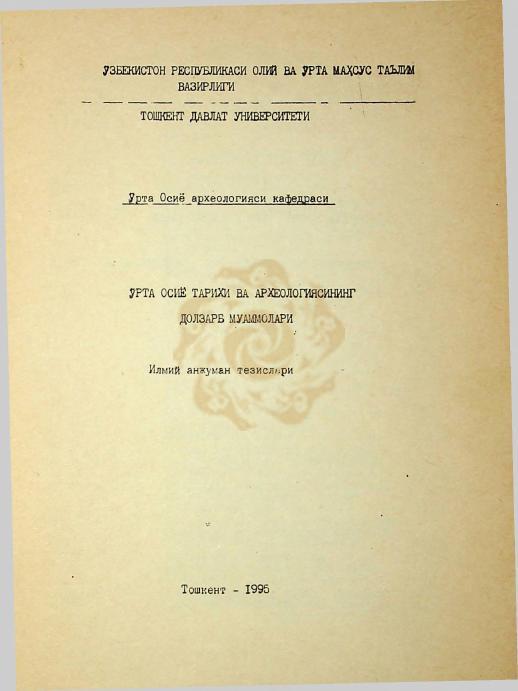 ЎЗБЕКИСТОН РЕСПУБЛИКАСИ ОЛИЙ ВА ЎРТА МАҲСУС ТАЪЛИМ
ВАЗИРЛИГИ
ТОШКЕНТ ДАВЛАТ УНИВЕРСИТЕТИ
Ўрта Осиё археологияси кафедраси
ЎРТА ОСИЁ ТАРИХИ ВА АРХЕОЛОГИЯСИНИНГ
ДОЛЗАРБ МУАММОЛАРИ
Илмий анжуман тезислари
Тошкент - 1995